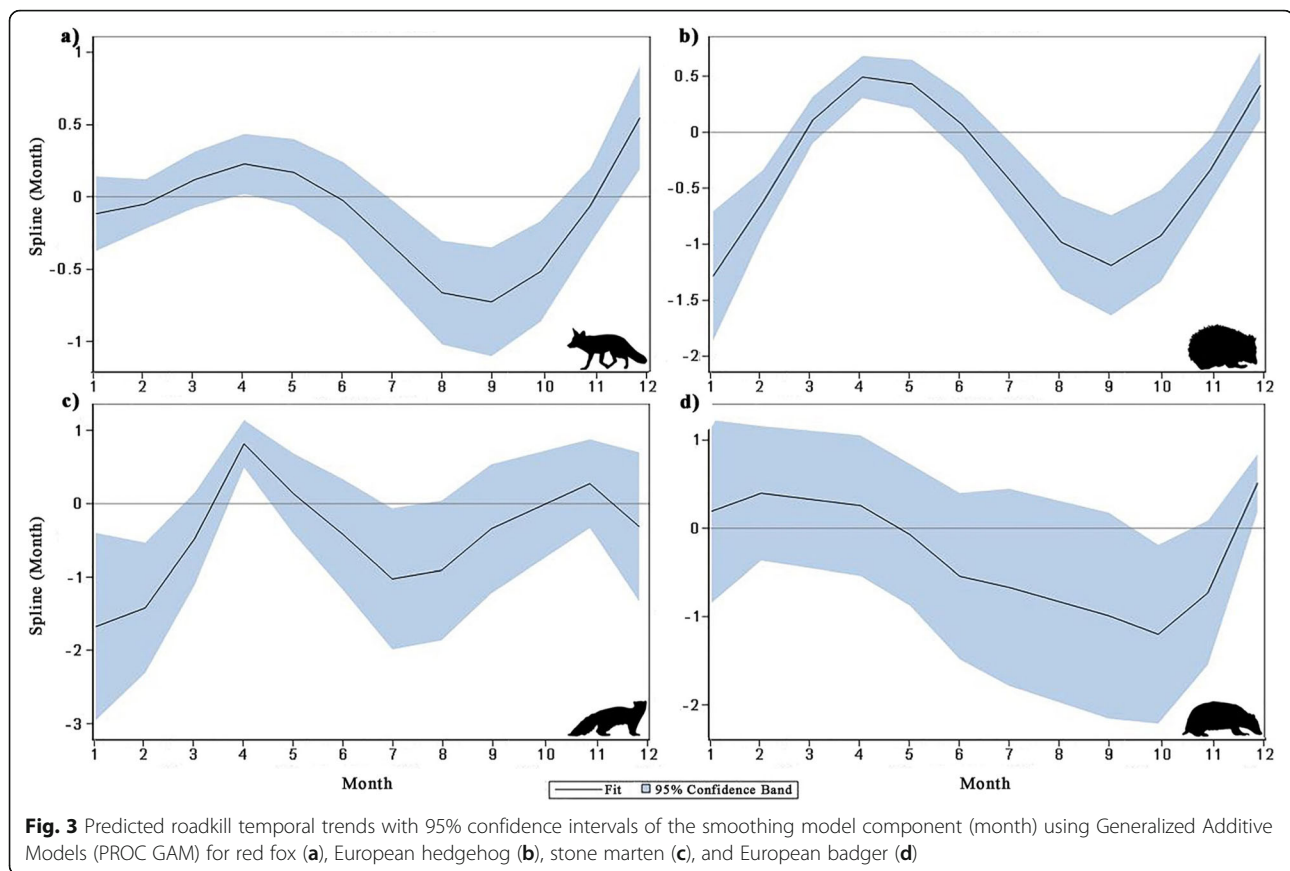 a)
1
0.5
0
-0.5
-1
Spline (Month)
1 2 3 4 5 6 7 8 9 10 11 12
b)
0.5
0
-0.5
-1
-1.5
-2
1 2 3 4 5 6 7 8 9 10 11 12
c)
1
0
-1
-2
-3
Spline (Month)
1 2 3 4 5 6 7 8 9 10 11 12
Month
d)
1
0
-1
-2
1 2 3 4 5 6 7 8 9 10 11 12
Month
Fit 95% Confidence Band
Fig. 3 Predicted roadkill temporal trends with 95% confidence intervals of the smoothing model component (month) using Generalized Additive
Models (PROC GAM) for red fox (a), European hedgehog (b), stone marten (c), and European badger (d)